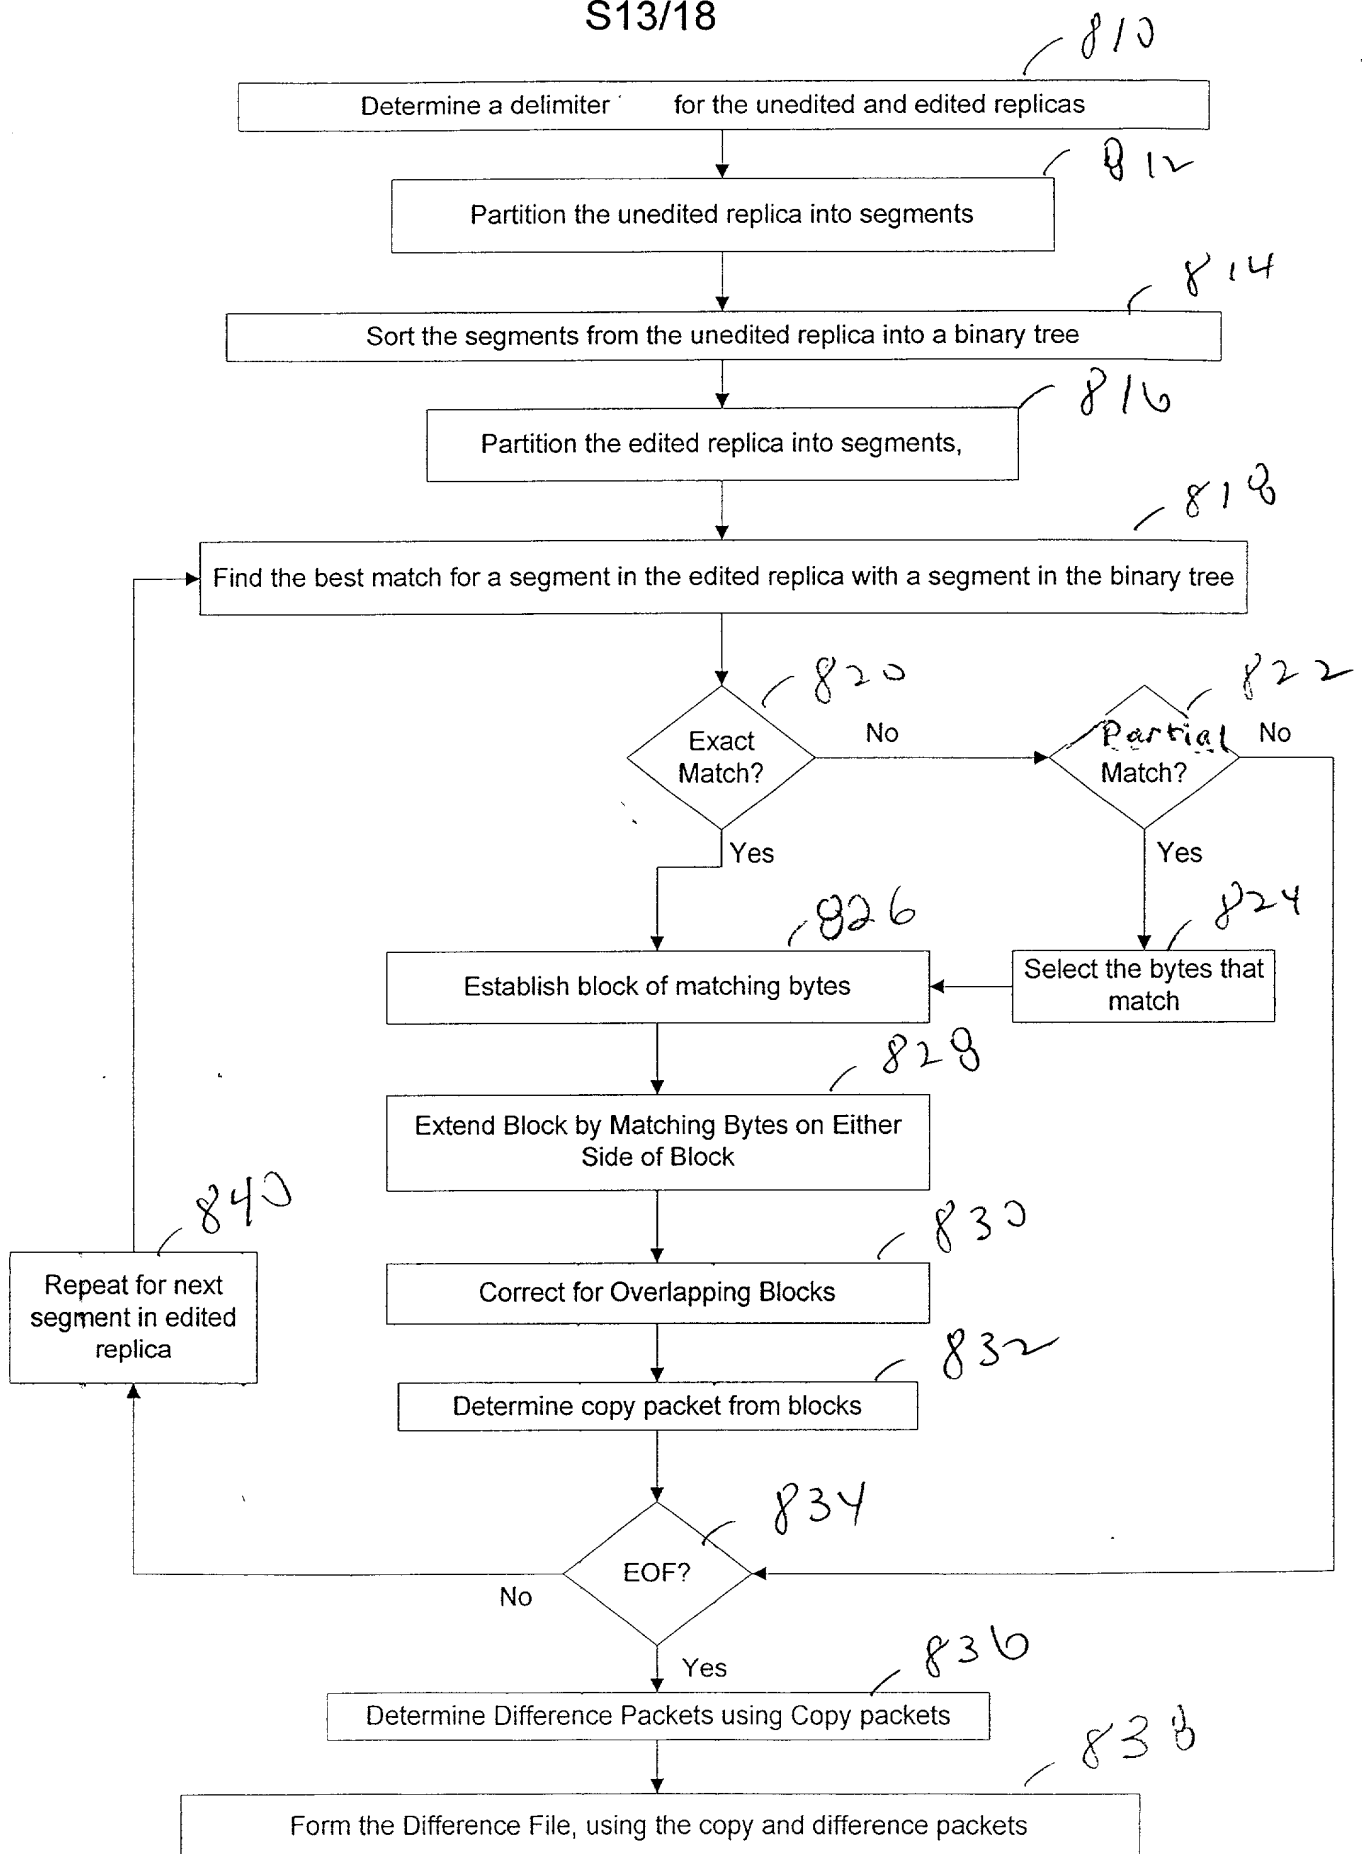 S13/18
810
Determine a delimiter for the unedited and edited replicas
812
Partition the unedited replica into segments
814
Sort the segments from the unedited replica into a binary tree
816
Partition the edited replica into segments,
818
Find the best match for a segment in the edited replica with a segment in the binary tree
820
822
Exact
Match?
No
Partial
Match?
No
Yes
Yes
826
824
Establish block of matching bytes
Select the bytes that
match
828
Extend Block by Matching Bytes on Either
Side of Block
840
830
Repeat for next
segment in edited
replica
Correct for Overlapping Blocks
832
Determine copy packet from blocks
834
EOF?
No
Yes
836
Determine Difference Packets using Copy packets
838
Form the Difference File, using the copy and difference packets